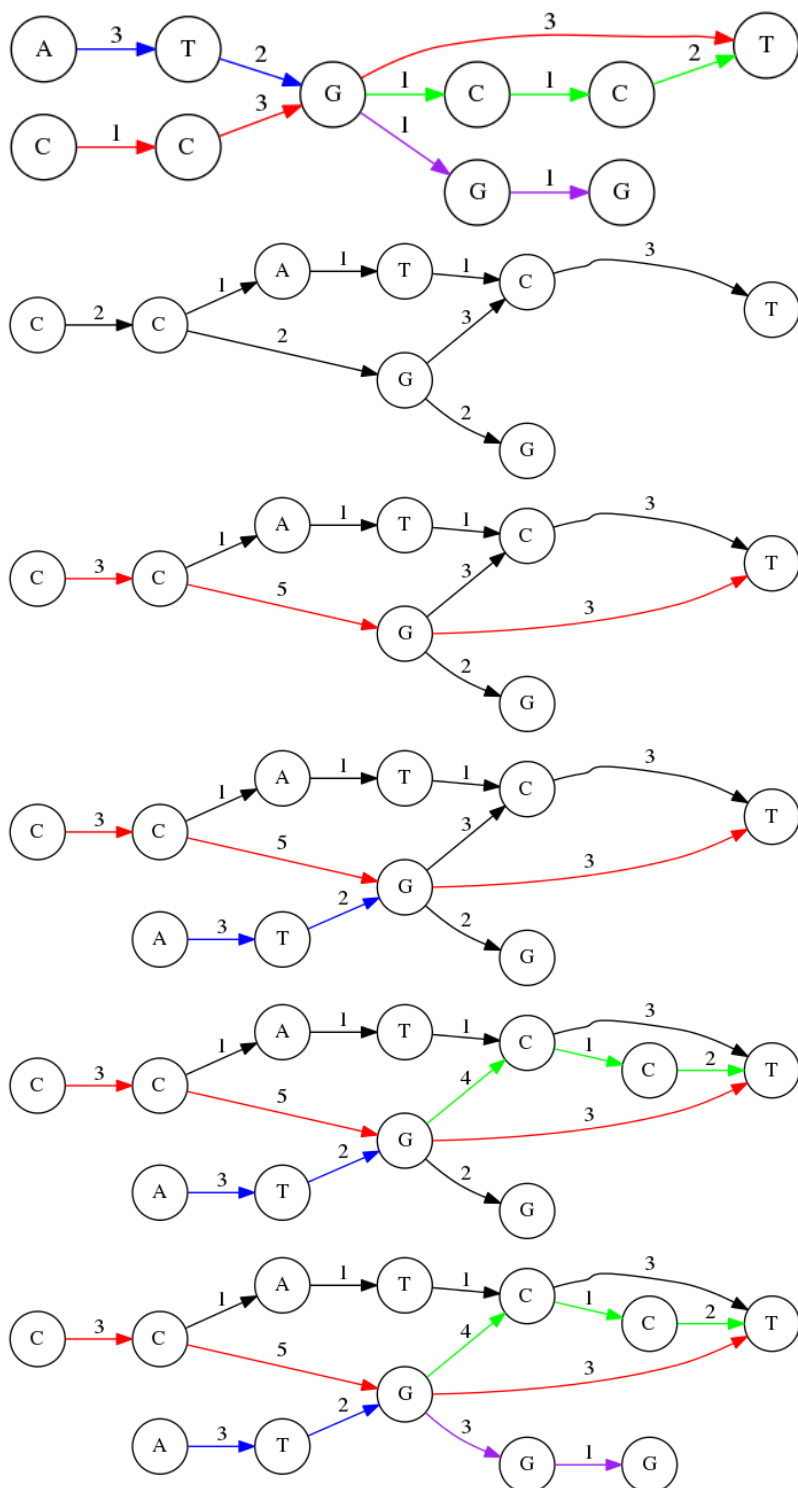 3 3
A T 2 T
G 1 C 1 C 2
C 1 C 3 1
G 1 G
1 A 1 T 1 C 3
C 2 C 2 3 T
G 2
G
1 A 1 T 1 C 3
C 3 C 5 3 T
G 3
2 G
1 A 1 T 1 C 3
C 3 C 5 3 T
2 G 3
A 3 T 2 G
1 A 1 T 1 C 3
C 3 C 5 4 1 C 2 T
2 G 3
A 3 T 2 G
1 A 1 T 1 C 3
C 3 C 5 4 1 C 2 T
2 G 3
A 3 T 3 G 1 G